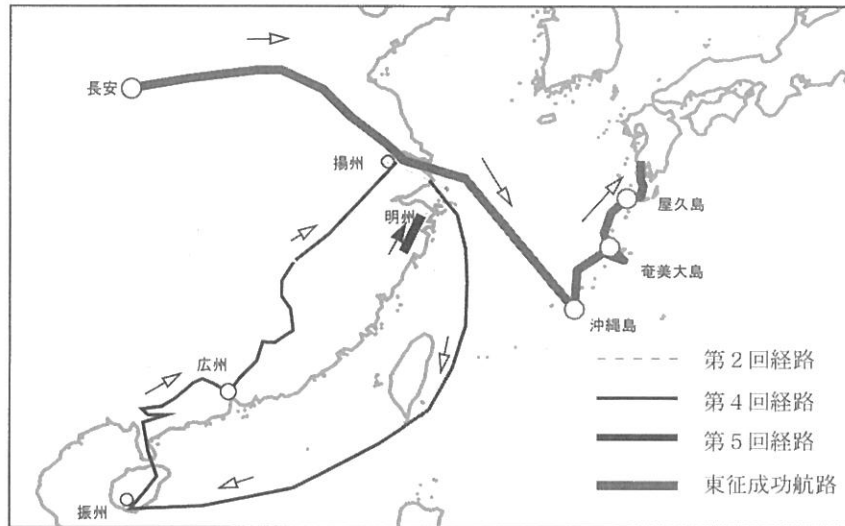 長安
揚州
明州
屋久島
奄美大島
沖縄島
広州
振州
第２回経路
第４回経路
第５回経路
東征成功航路